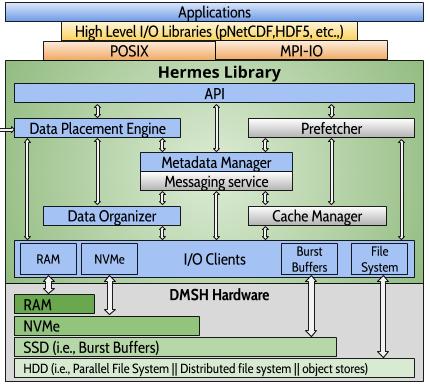 Applications
High Level I/O Libraries (pNetCDF,HDF5, etc.,)
POSIX MPI-IO
Hermes Library
API
Data Placement Engine Prefetcher
Metadata Manager
Messaging service
Data Organizer Cache Manager
RAM NVMe I/O Clients Burst Buffers File System
DMSH Hardware
RAM
NVMe
SSD (i.e., Burst Buffers)
HDD (i.e., Parallel File System || Distributed file system || object stores)